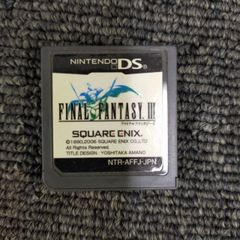 NINTENDO DS
FINAL FANTASY III
SQUARE ENIX
© 1990, 2006 SQUARE ENIX CO.,LTD.
All Rights Reserved.
TITLE DESIGN : YOSHITAKA AMANO
NTR-AFFJ-JPN